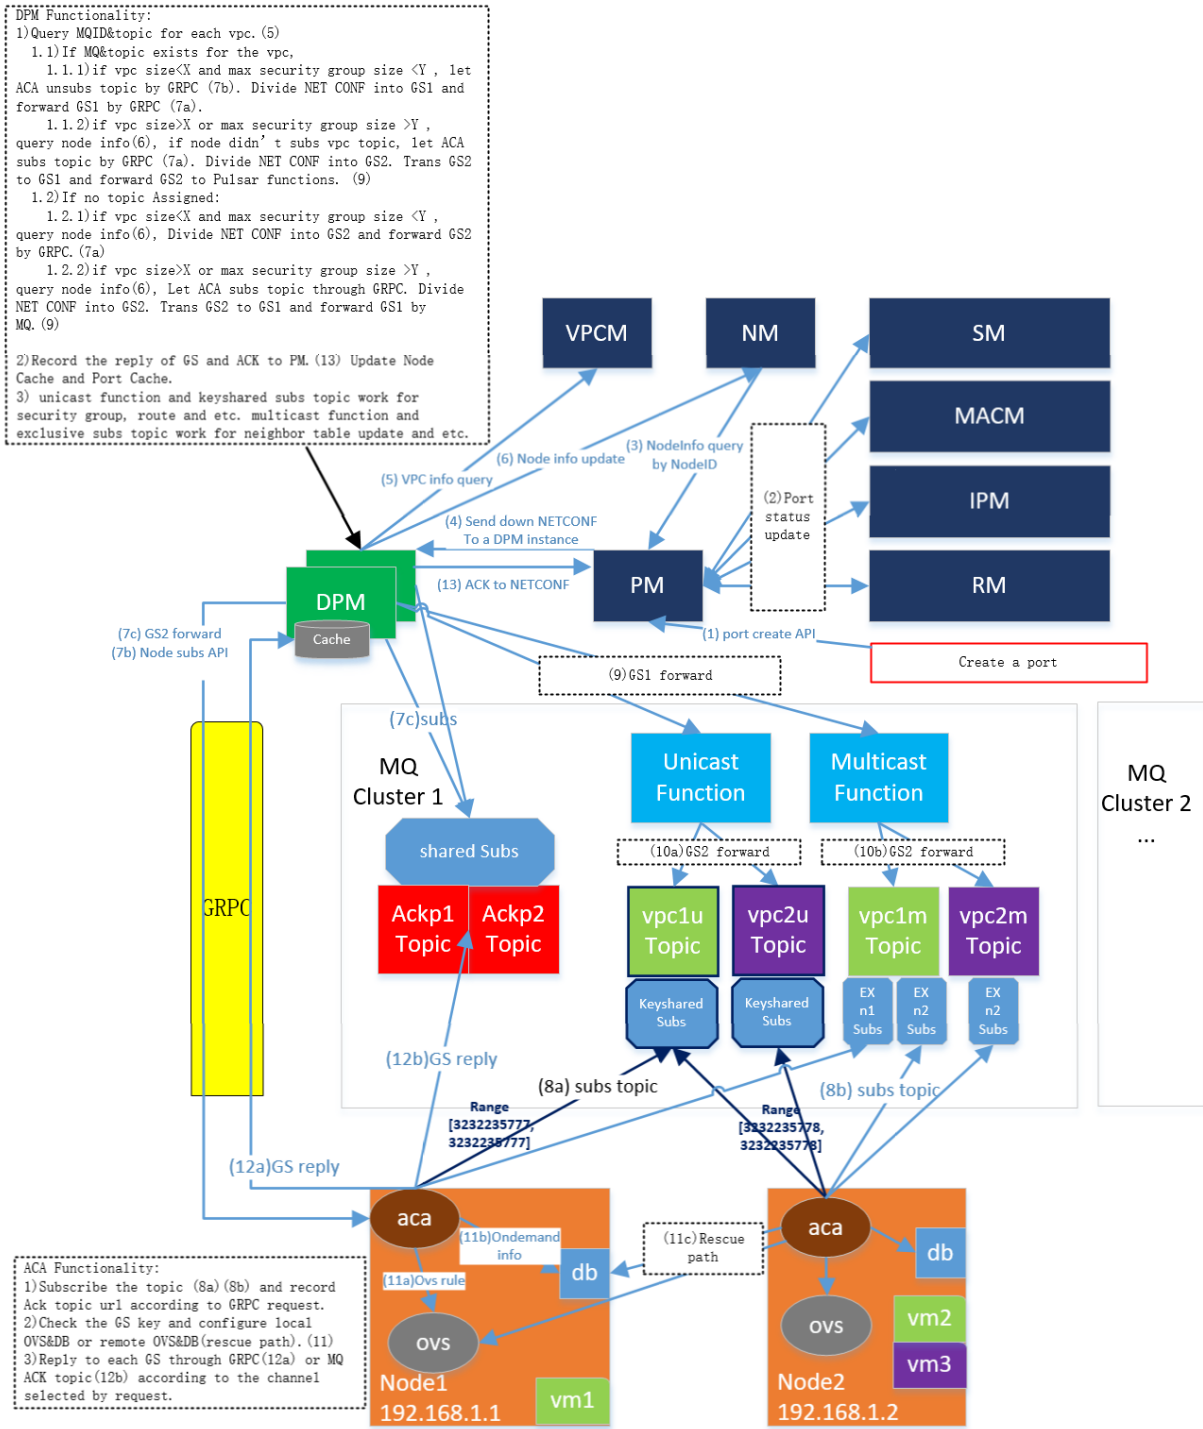 DPM Functionality:
1)Query MQID&topic for each vpc.(5)
1.1)If MQ&topic exists for the vpc,
1.1.1)if vpc size<X and max security group size <Y , let
ACA unsubs topic by GRPC (7b). Divide NET CONF into GS1 and
forward GS1 by GRPC (7a).
1.1.2)if vpc size>X or max security group size >Y ,
query node info(6), if node didn't subs vpc topic, let ACA
subs topic by GRPC (7a). Divide NET CONF into GS2. Trans GS2
to GS1 and forward GS2 to Pulsar functions. (9)
1.2)If no topic Assigned:
1.2.1)if vpc size<X and max security group size <Y ,
query node info(6), Divide NET CONF into GS2 and forward GS2
by GRPC.(7a)
1.2.2)if vpc size>X or max security group size >Y ,
query node info(6), Let ACA subs topic through GRPC. Divide
NET CONF into GS2. Trans GS2 to GS1 and forward GS1 by
MQ.(9)
2)Record the reply of GS and ACK to PM.(13) Update Node
Cache and Port Cache.
3) unicast function and keyshared subs topic work for
security group, route and etc. multicast function and
exclusive subs topic work for neighbor table update and etc.
VPCM
NM
SM
MACM
IPM
RM
(5) VPC info query
(6) Node info update
(3) NodeInfo query
by NodeID
(2)Port
status
update
(4) Send down NETCONF
To a DPM instance
(13) ACK to NETCONF
PM
DPM
Cache
(1) port create API
Create a port
(7c) GS2 forward
(7b) Node subs API
(9)GS1 forward
(7c)subs
GRPC
MQ
Cluster 1
MQ
Cluster 2
...
Unicast
Function
Multicast
Function
shared Subs
(10a)GS2 forward
(10b)GS2 forward
Ackp1
Topic
Ackp2
Topic
vpc1u
Topic
vpc2u
Topic
vpc1m
Topic
vpc2m
Topic
Keyshared
Subs
Keyshared
Subs
EX
n1
Subs
EX
n2
Subs
EX
n2
Subs
(12b)GS reply
(8a) subs topic
(8b) subs topic
Range
[3232235777,
3232235777]
Range
[3232235778,
3232235778]
(12a)GS reply
aca
(11b)Ondemand
info
db
(11a)Ovs rule
ovs
Node1
192.168.1.1
vm1
(11c)Rescue
path
aca
db
ovs
vm2
vm3
Node2
192.168.1.2
ACA Functionality:
1)Subscribe the topic (8a)(8b) and record
Ack topic url according to GRPC request.
2)Check the GS key and configure local
OVS&DB or remote OVS&DB(rescue path).(11)
3)Reply to each GS through GRPC(12a) or MQ
ACK topic(12b) according to the channel
selected by request.